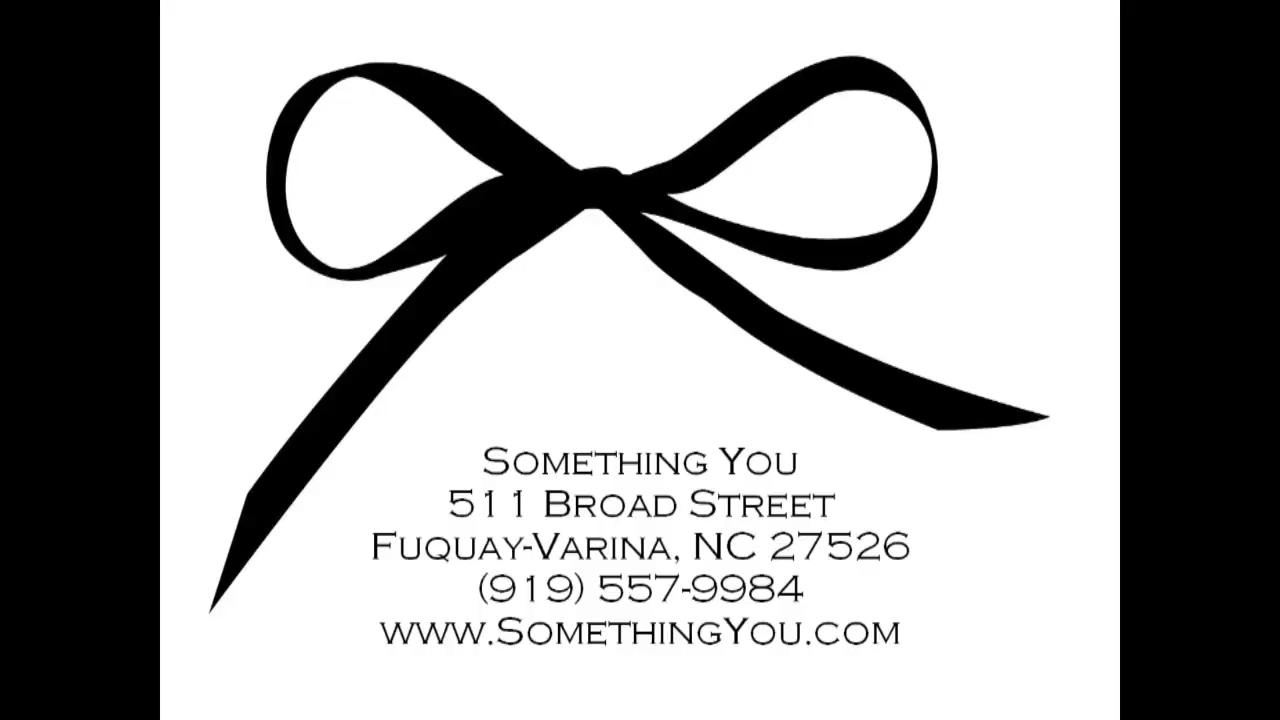 Something You
511 Broad Street
Fuquay-Varina, NC 27526
(919) 557-9984
www.SomethingYou.com